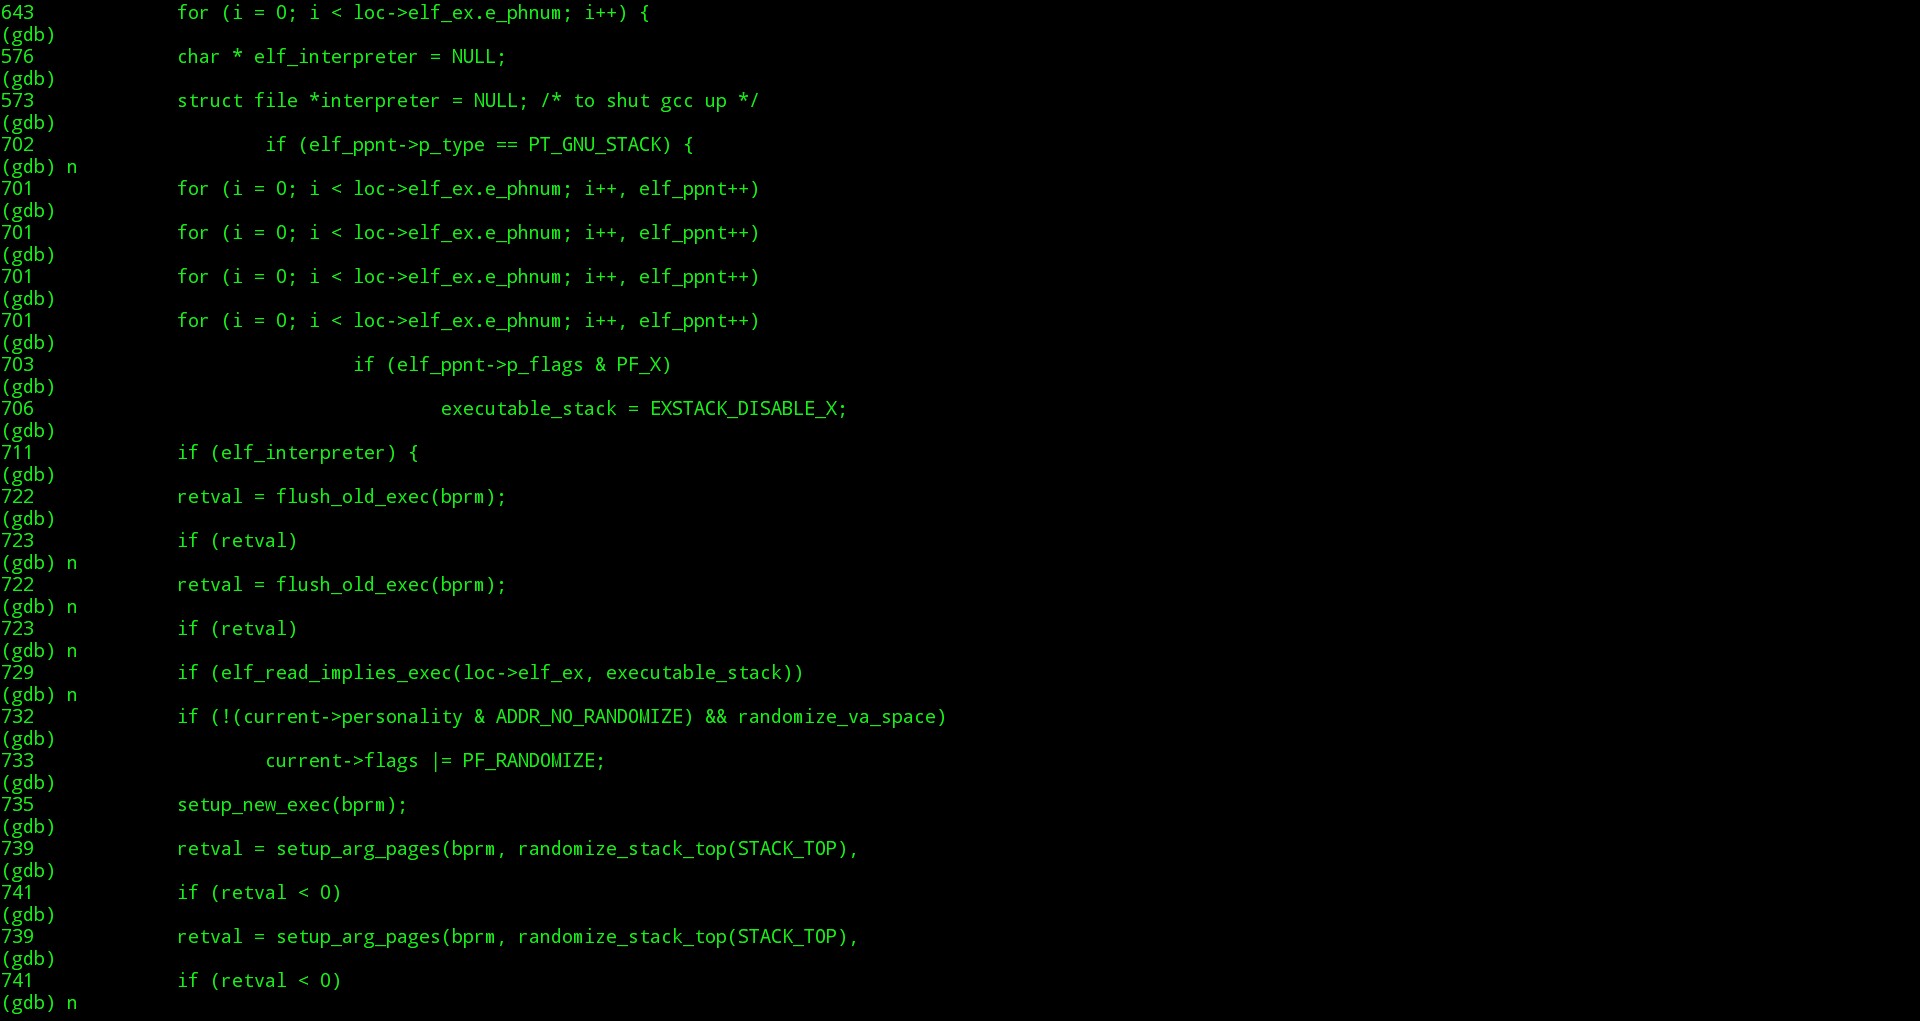 643             for (i = 0; i < loc->elf_ex.e_phnum; i++) {
(gdb)
576             char * elf_interpreter = NULL;
(gdb)
573             struct file *interpreter = NULL; /* to shut gcc up */
(gdb)
702                     if (elf_ppnt->p_type == PT_GNU_STACK) {
(gdb) n
701             for (i = 0; i < loc->elf_ex.e_phnum; i++, elf_ppnt++)
(gdb)
701             for (i = 0; i < loc->elf_ex.e_phnum; i++, elf_ppnt++)
(gdb)
701             for (i = 0; i < loc->elf_ex.e_phnum; i++, elf_ppnt++)
(gdb)
701             for (i = 0; i < loc->elf_ex.e_phnum; i++, elf_ppnt++)
(gdb)
703                             if (elf_ppnt->p_flags & PF_X)
(gdb)
706                                     executable_stack = EXSTACK_DISABLE_X;
(gdb)
711             if (elf_interpreter) {
(gdb)
722             retval = flush_old_exec(bprm);
(gdb)
723             if (retval)
(gdb) n
722             retval = flush_old_exec(bprm);
(gdb) n
723             if (retval)
(gdb) n
729             if (elf_read_implies_exec(loc->elf_ex, executable_stack))
(gdb) n
732             if (!(current->personality & ADDR_NO_RANDOMIZE) && randomize_va_space)
(gdb)
733                     current->flags |= PF_RANDOMIZE;
(gdb)
735             setup_new_exec(bprm);
(gdb)
739             retval = setup_arg_pages(bprm, randomize_stack_top(STACK_TOP),
(gdb)
741             if (retval < 0)
(gdb)
739             retval = setup_arg_pages(bprm, randomize_stack_top(STACK_TOP),
(gdb)
741             if (retval < 0)
(gdb) n